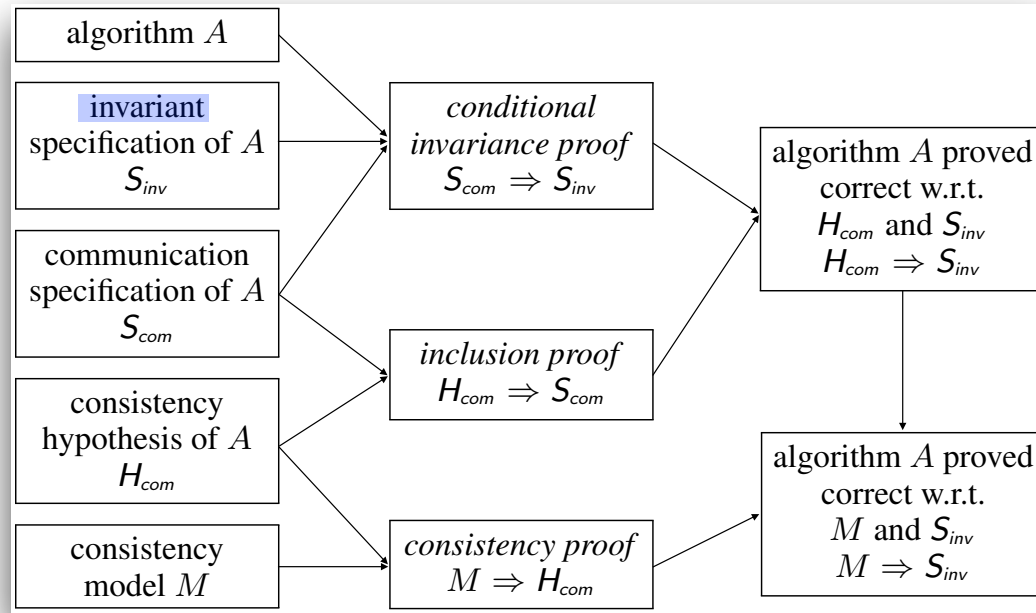 algorithm A
invariant
specification of A
S_inv
communication
specification of A
S_com
consistency
hypothesis of A
H_com
consistency
model M
conditional
invariance proof
S_com ⇒ S_inv
inclusion proof
H_com ⇒ S_com
consistency proof
M ⇒ H_com
algorithm A proved
correct w.r.t.
H_com and S_inv
H_com ⇒ S_inv
algorithm A proved
correct w.r.t.
M and S_inv
M ⇒ S_inv